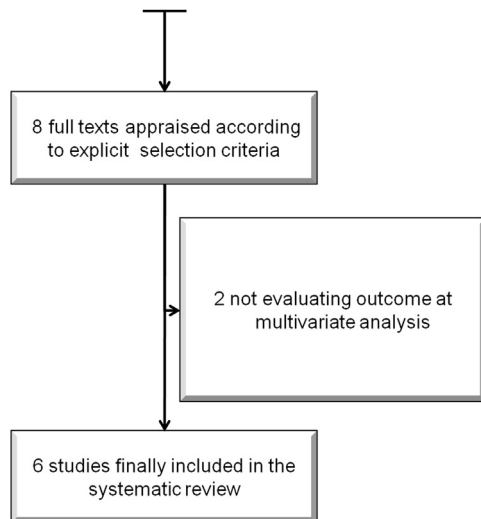 8 full texts appraised according
to explicit selection criteria
2 not evaluating outcome at
multivariate analysis
6 studies finally included in the
systematic review